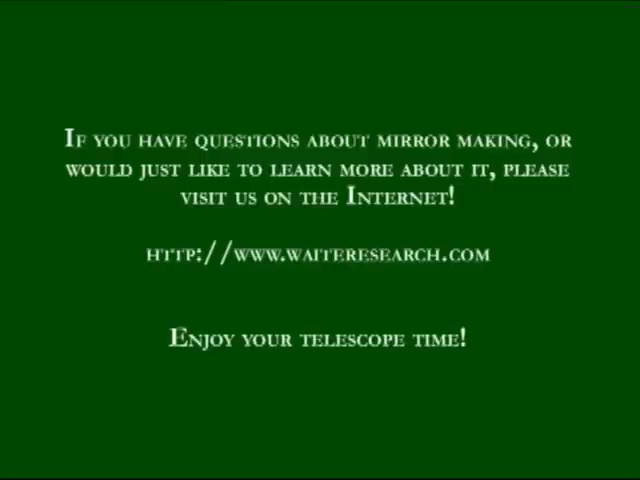 If you have questions about mirror making, or
would just like to learn more about it, please
visit us on the Internet!
http://www.waiteresearch.com
Enjoy your telescope time!